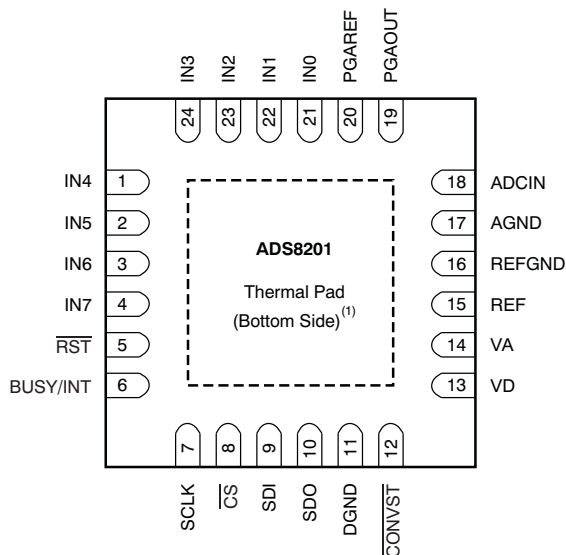 IN3 IN2 IN1 IN0 PGAREF PGAOUT
24 23 22 21 20 19
IN4 1 18 ADCIN
IN5 2 17 AGND
ADS8201
IN6 3 16 REFGND
Thermal Pad
(Bottom Side)(1)
IN7 4 15 REF
RST 5 14 VA
BUSY/INT 6 13 VD
7 8 9 10 11 12
SCLK CS SDI SDO DGND CONVST